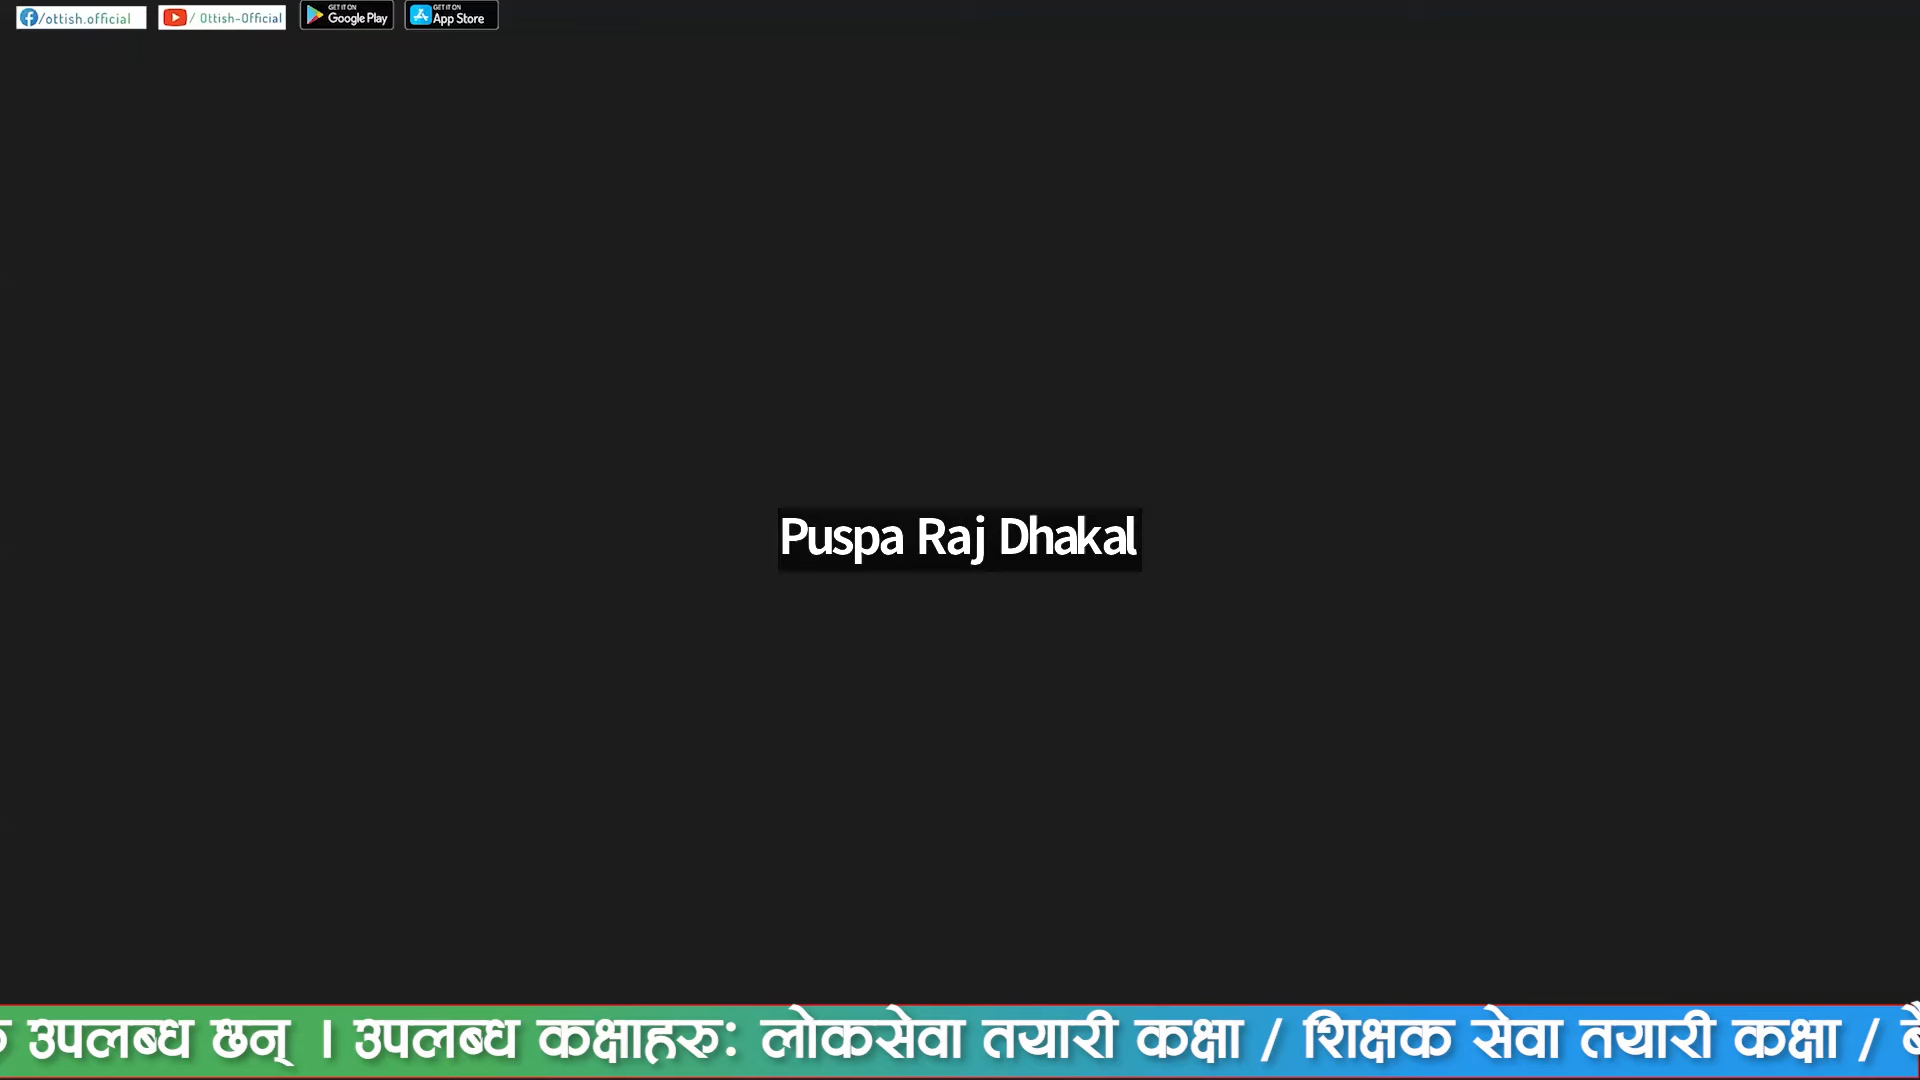 /ottish.official
/ Ottish-Official
GET IT ON
Google Play
GET IT ON
App Store
Puspa Raj Dhakal
उपलब्ध छन् । उपलब्ध कक्षाहरुः लोकसेवा तयारी कक्षा / शिक्षक सेवा तयारी कक्षा /